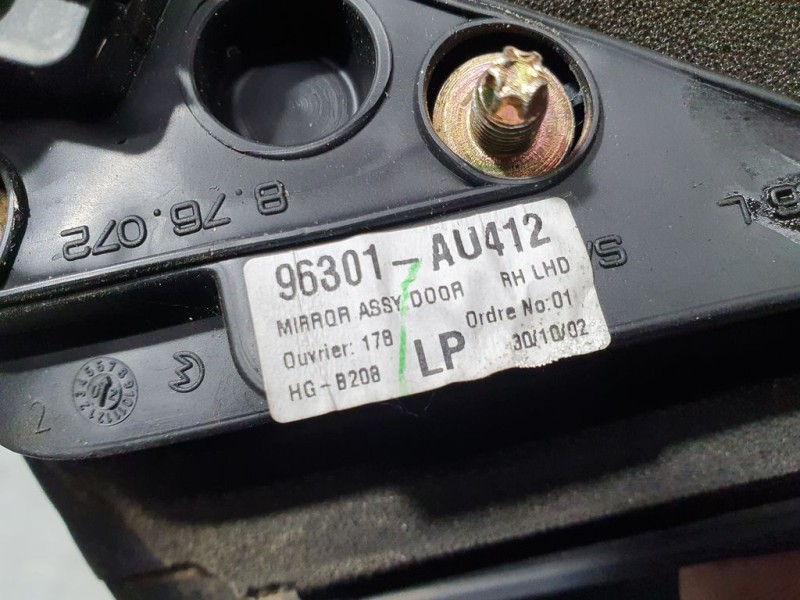 8.76.072
96301-AU412
MIRROR ASSY DOOR RH LHD
Ouvrier: 178 Ordre No:01
HG-B208 LP 30/10/02
2